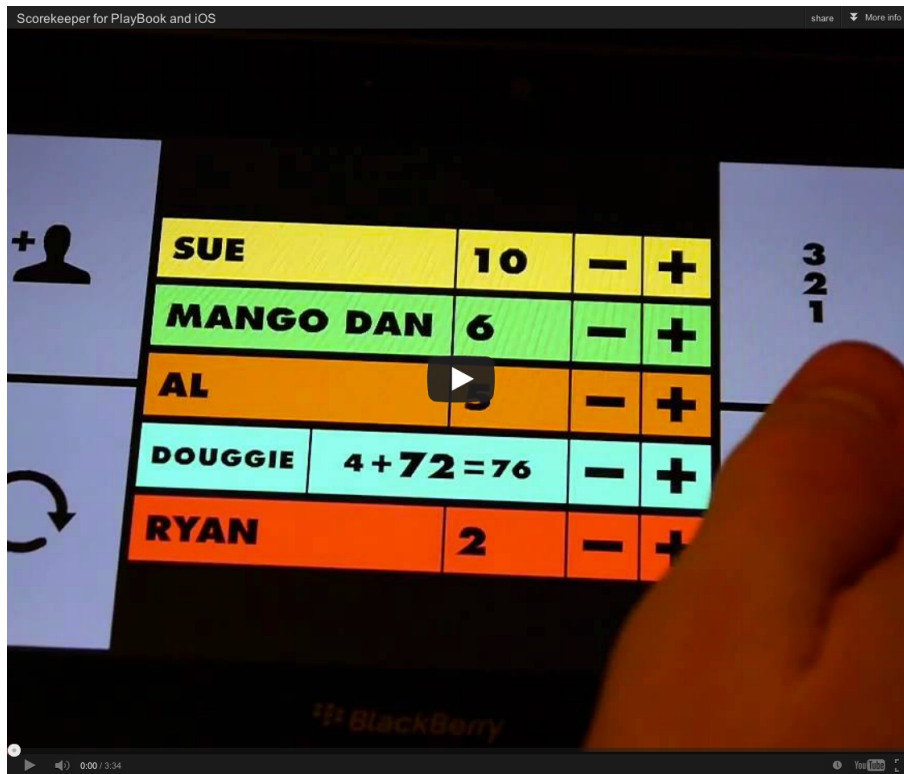 Scorekeeper for PlayBook and iOS
share
More info
+
SUE 10 − +
MANGO DAN 6 − +
AL 5 − +
DOUGGIE 4+72=76 − +
RYAN 2 − +
3
2
1
BlackBerry
0:00 / 3:34
YouTube